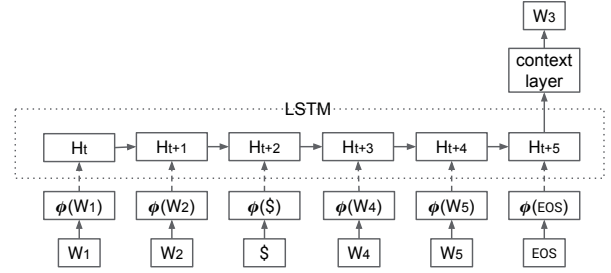 W3
context
layer
LSTM
Ht Ht+1 Ht+2 Ht+3 Ht+4 Ht+5
ϕ(W1) ϕ(W2) ϕ($) ϕ(W4) ϕ(W5) ϕ(EOS)
W1 W2 $ W4 W5 EOS